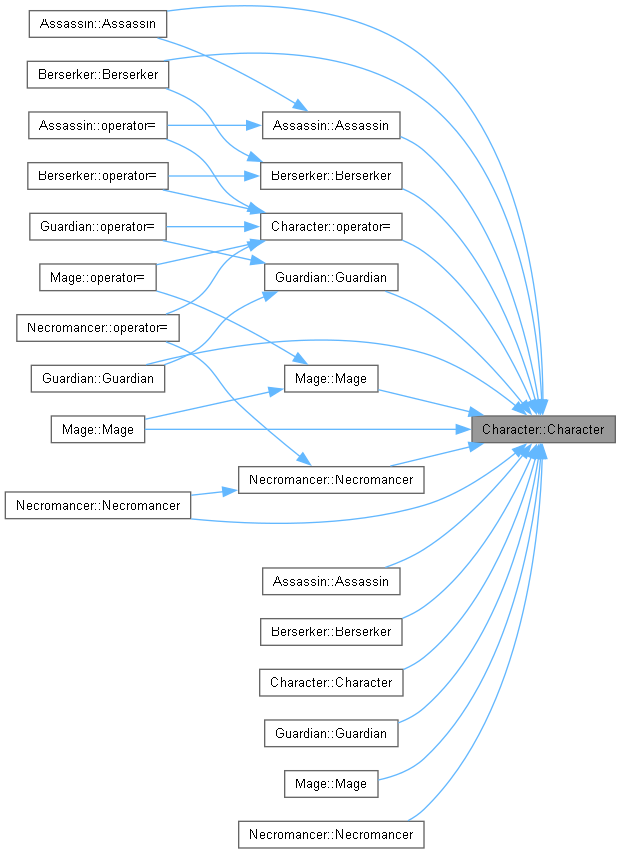 Assassin::Assassin
Berserker::Berserker
Assassin::operator=
Assassin::Assassin
Berserker::operator=
Berserker::Berserker
Guardian::operator=
Character::operator=
Mage::operator=
Guardian::Guardian
Necromancer::operator=
Guardian::Guardian
Mage::Mage
Mage::Mage
Character::Character
Necromancer::Necromancer
Necromancer::Necromancer
Assassin::Assassin
Berserker::Berserker
Character::Character
Guardian::Guardian
Mage::Mage
Necromancer::Necromancer